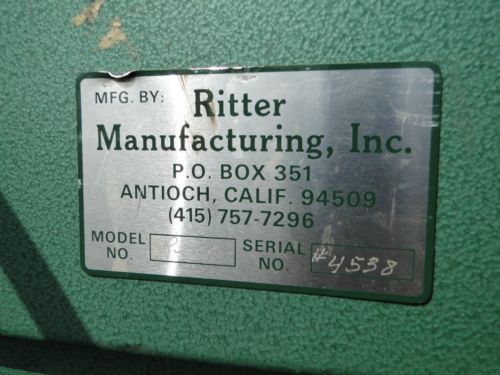 MFG. BY: Ritter
Manufacturing, Inc.
P.O. BOX 351
ANTIOCH, CALIF. 94509
(415) 757-7296
MODEL NO. SERIAL NO. #4538